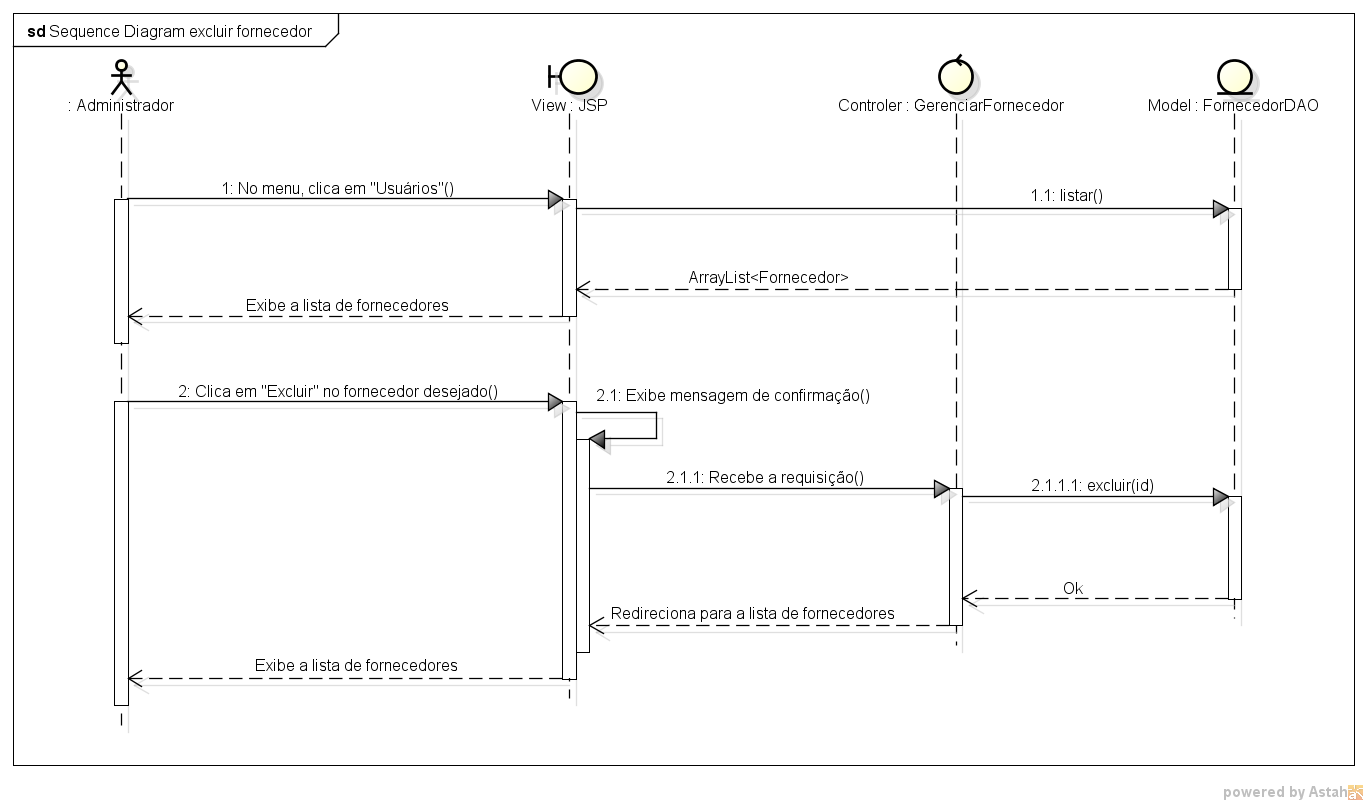 sd Sequence Diagram excluir fornecedor
: Administrador
View : JSP
Controler : GerenciarFornecedor
Model : FornecedorDAO
1: No menu, clica em "Usuários"()
1.1: listar()
ArrayList<Fornecedor>
Exibe a lista de fornecedores
2: Clica em "Excluir" no fornecedor desejado()
2.1: Exibe mensagem de confirmação()
2.1.1: Recebe a requisição()
2.1.1.1: excluir(id)
Ok
Redireciona para a lista de fornecedores
Exibe a lista de fornecedores
powered by Astah